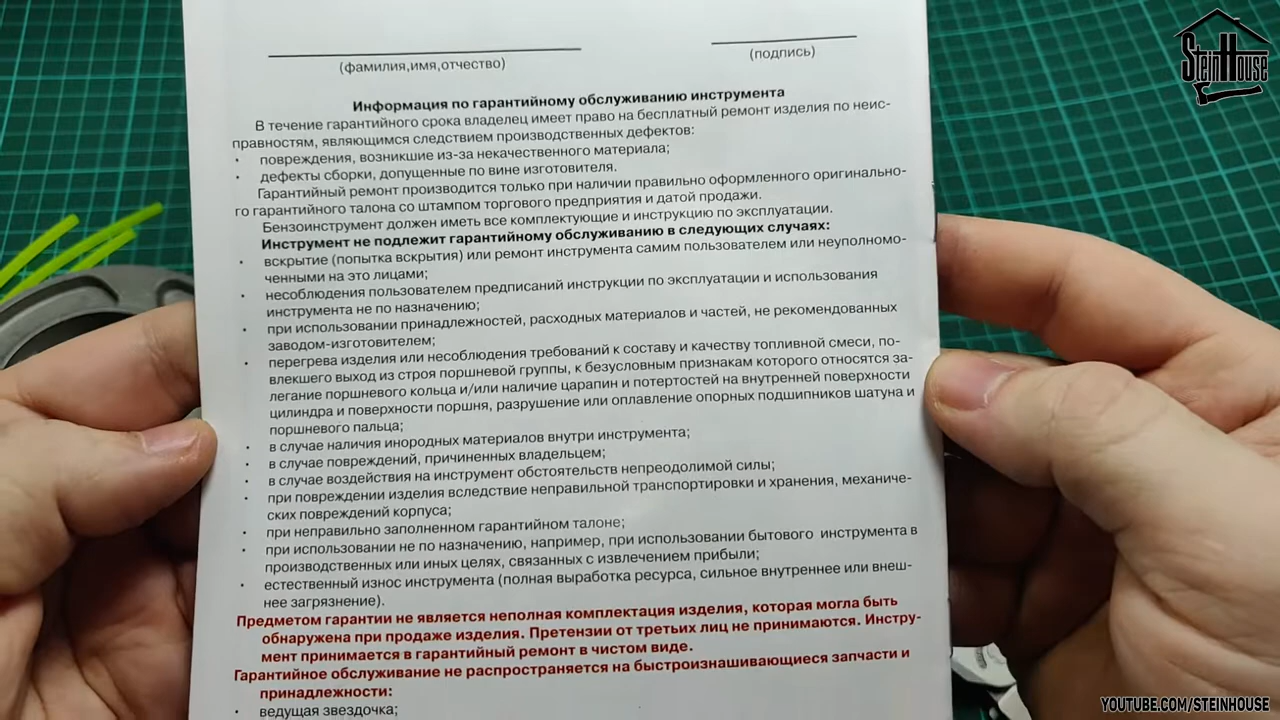 (фамилия,имя,отчество)
(подпись)
Информация по гарантийному обслуживанию инструмента
В течение гарантийного срока владелец имеет право на бесплатный ремонт изделия по неис-
правностям, являющимся следствием производственных дефектов:
• повреждения, возникшие из-за некачественного материала;
• дефекты сборки, допущенные по вине изготовителя.
Гарантийный ремонт производится только при наличии правильно оформленного оригинально-
го гарантийного талона со штампом торгового предприятия и датой продажи.
Бензоинструмент должен иметь все комплектующие и инструкцию по эксплуатации.
Инструмент не подлежит гарантийному обслуживанию в следующих случаях:
• вскрытие (попытка вскрытия) или ремонт инструмента самим пользователем или неуполномо-
ченными на это лицами;
• несоблюдения пользователем предписаний инструкции по эксплуатации и использования
инструмента не по назначению;
• при использовании принадлежностей, расходных материалов и частей, не рекомендованных
заводом-изготовителем;
• перегрева изделия или несоблюдения требований к составу и качеству топливной смеси, по-
влекшего выход из строя поршневой группы, к безусловным признакам которого относятся за-
легание поршневого кольца и/или наличие царапин и потертостей на внутренней поверхности
цилиндра и поверхности поршня, разрушение или оплавление опорных подшипников шатуна и
поршневого пальца;
• в случае наличия инородных материалов внутри инструмента;
• в случае повреждений, причиненных владельцем;
• в случае воздействия на инструмент обстоятельств непреодолимой силы;
• при повреждении изделия вследствие неправильной транспортировки и хранения, механиче-
ских повреждений корпуса;
• при неправильно заполненном гарантийном талоне;
• при использовании не по назначению, например, при использовании бытового инструмента в
производственных или иных целях, связанных с извлечением прибыли;
• естественный износ инструмента (полная выработка ресурса, сильное внутреннее или внеш-
нее загрязнение).
Предметом гарантии не является неполная комплектация изделия, которая могла быть
обнаружена при продаже изделия. Претензии от третьих лиц не принимаются. Инстру-
мент принимается в гарантийный ремонт в чистом виде.
Гарантийное обслуживание не распространяется на быстроизнашивающиеся запчасти и
принадлежности:
• ведущая звездочка;
SteinHouse
YOUTUBE.COM/STEINHOUSE